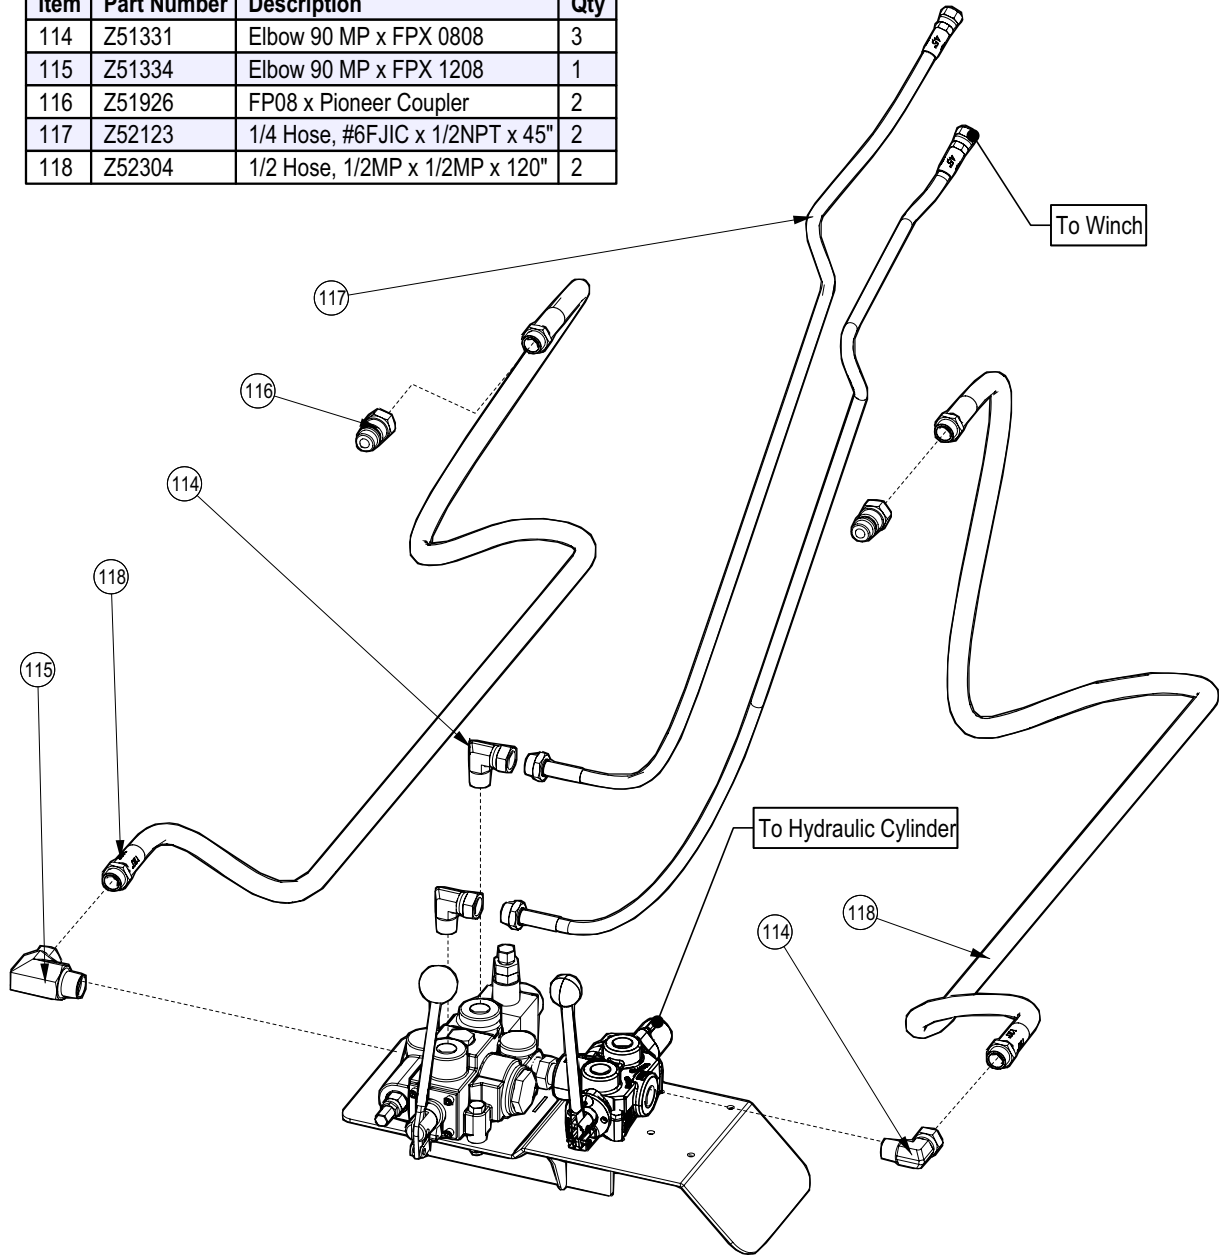 Item Part Number Description Qty
114 Z51331 Elbow 90 MP x FPX 0808 3
115 Z51334 Elbow 90 MP x FPX 1208 1
116 Z51926 FP08 x Pioneer Coupler 2
117 Z52123 1/4 Hose, #6FJIC x 1/2NPT x 45" 2
118 Z52304 1/2 Hose, 1/2MP x 1/2MP x 120" 2
To Winch
117
116
114
118
115
To Hydraulic Cylinder
118
114
114